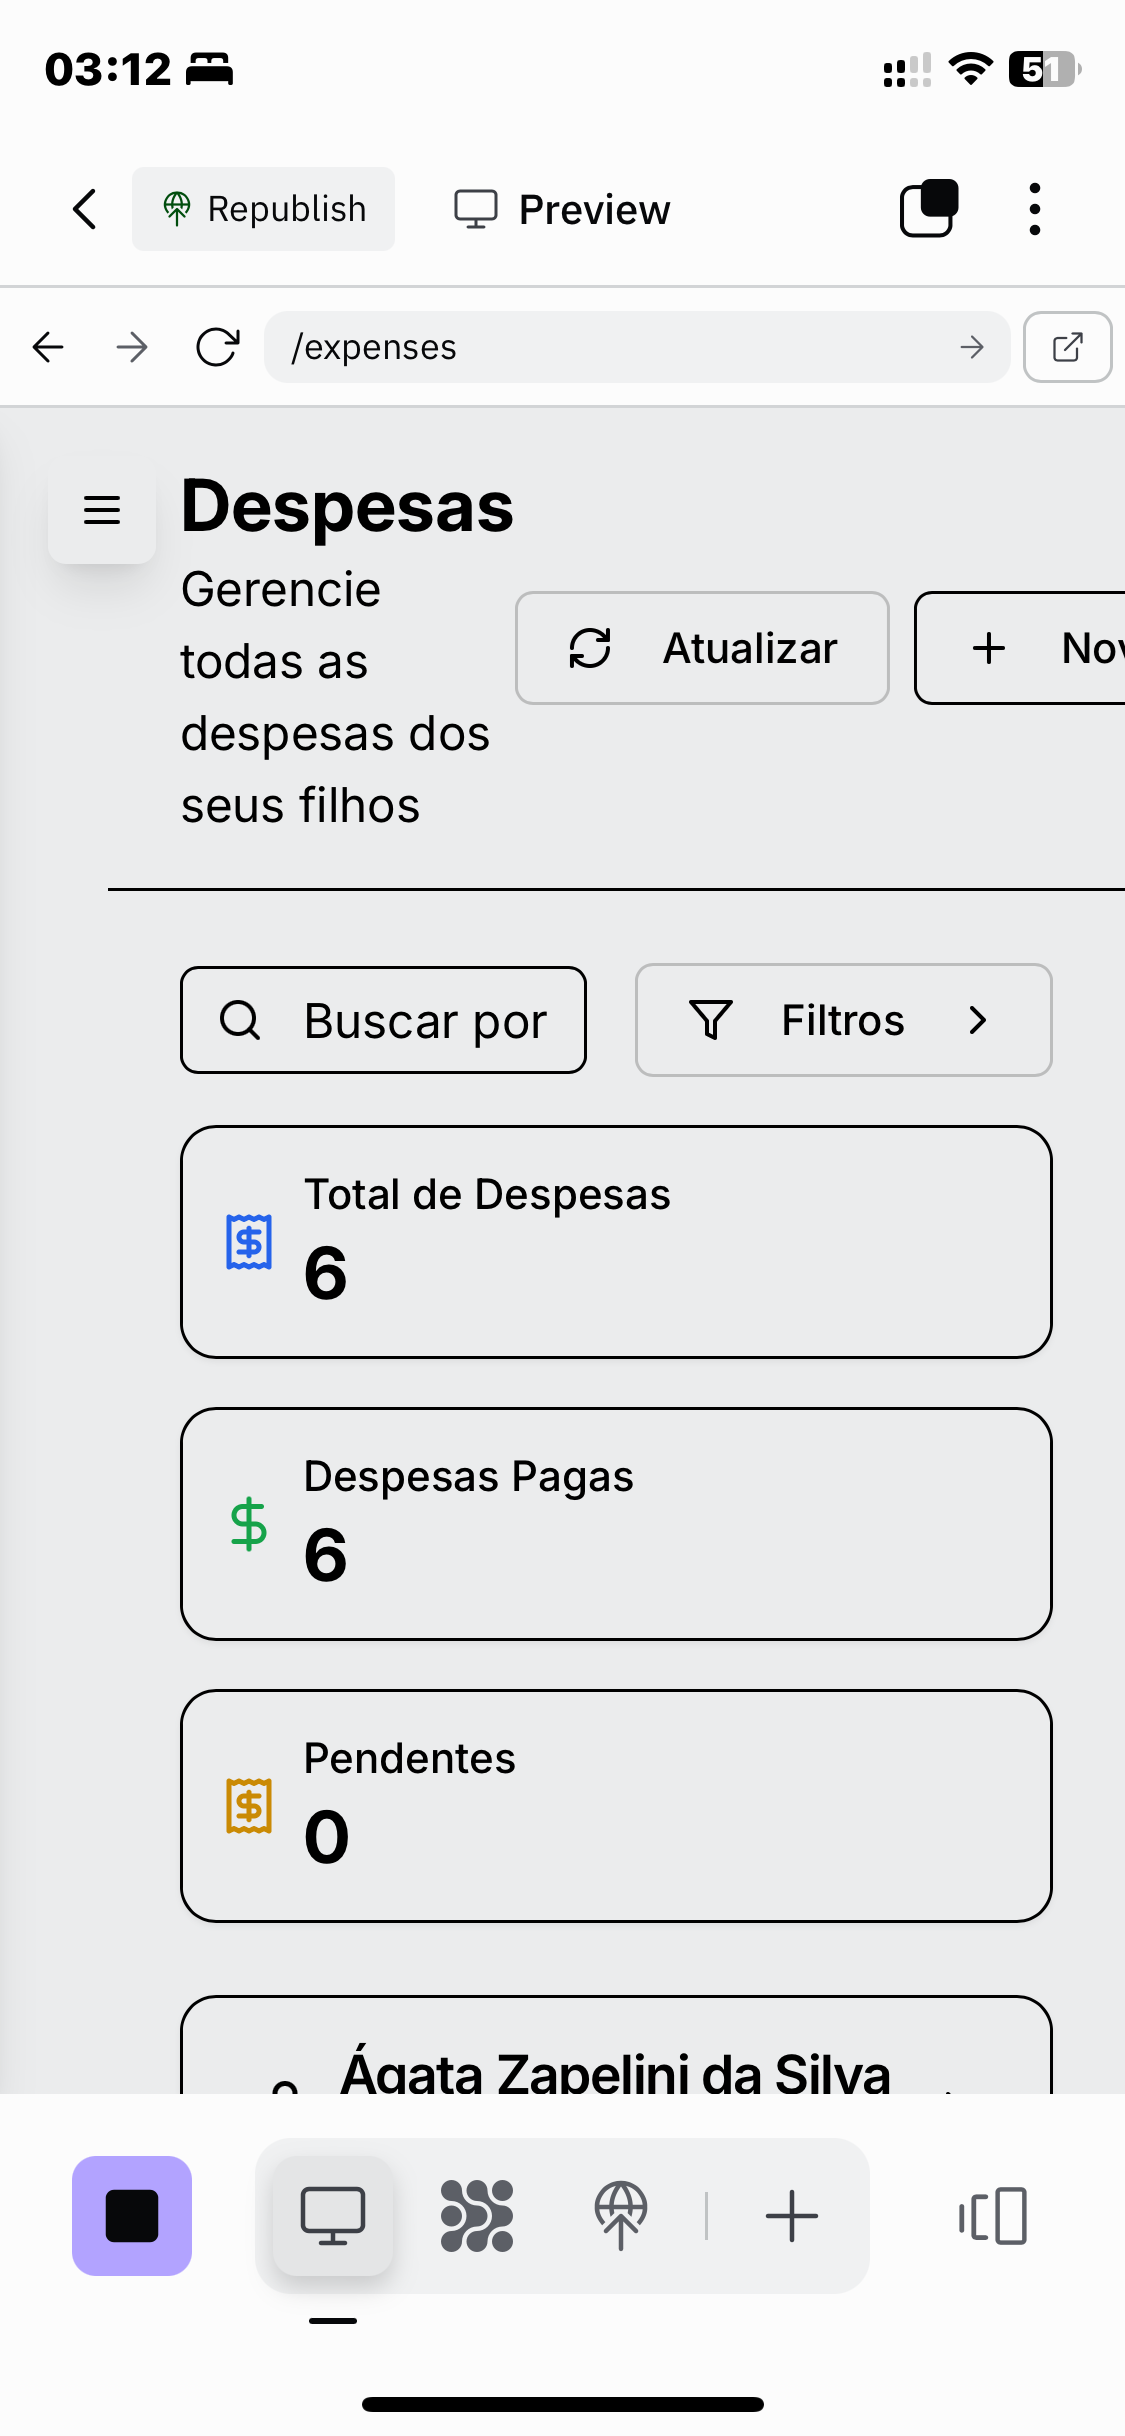 03:12
51
Republish
Preview
/expenses
Despesas
Gerencie
todas as
despesas dos
seus filhos
Atualizar
Nov
Buscar por
Filtros
Total de Despesas
6
Despesas Pagas
6
Pendentes
0
Ágata Zapelini da Silva